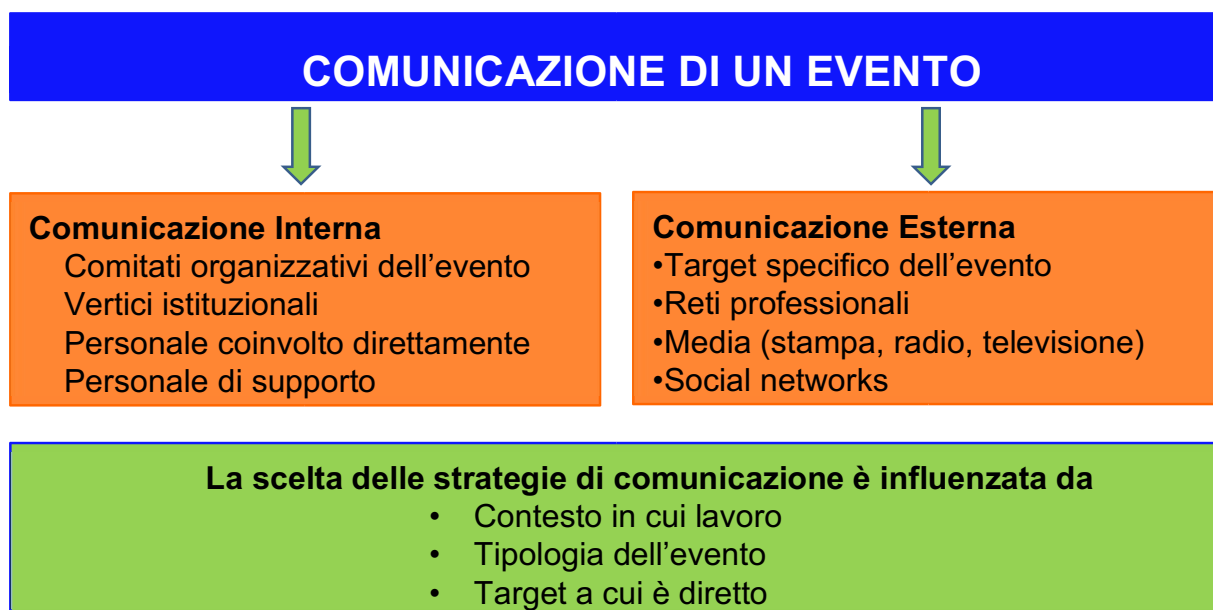 COMUNICAZIONE DI UN EVENTO
Comunicazione Interna
Comitati organizzativi dell’evento
Vertici istituzionali
Personale coinvolto direttamente
Personale di supporto
Comunicazione Esterna
•Target specifico dell’evento
•Reti professionali
•Media (stampa, radio, televisione)
•Social networks
La scelta delle strategie di comunicazione è influenzata da
• Contesto in cui lavoro
• Tipologia dell’evento
• Target a cui è diretto